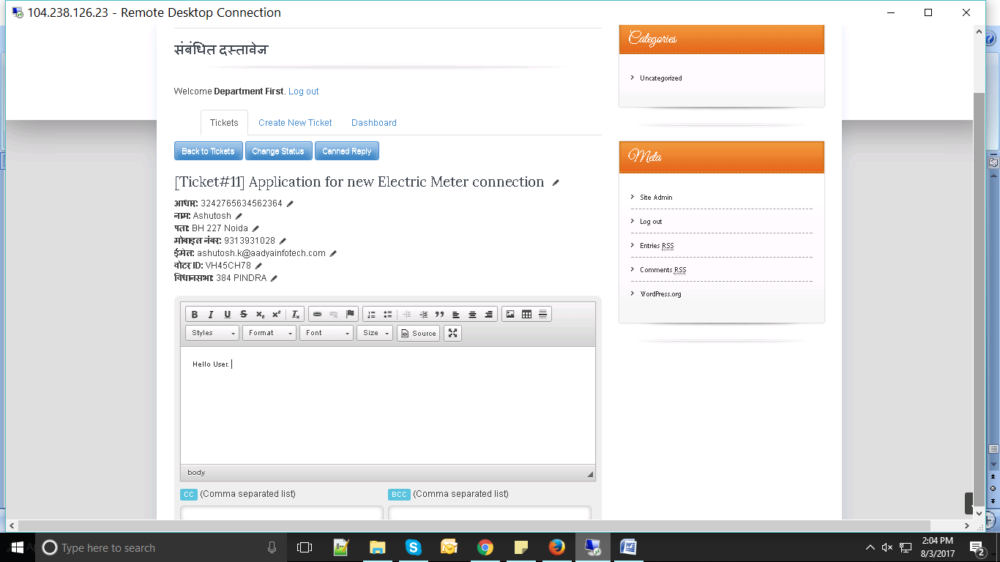 104.238.126.23 - Remote Desktop Connection
संबंधित दस्तावेज
Welcome Department First. Log out
Tickets Create New Ticket Dashboard
Back to Tickets Change Status Canned Reply
[Ticket#11] Application for new Electric Meter connection
आधार: 3242765634562364
नाम: Ashutosh
पता: BH 227 Noida
मोबाइल नंबर: 9313931028
ईमेल: ashutosh.k@aadyainfotech.com
वोटर ID: VH45CH78
विधानसभा: 384 PINDRA
B I U S x₂ x² Tx
Styles Format Font Size Source
Hello User.
body
CC (Comma separated list) BCC (Comma separated list)
Categories
Uncategorized
Meta
Site Admin
Log out
Entries RSS
Comments RSS
WordPress.org
Type here to search
2:04 PM
8/3/2017
2